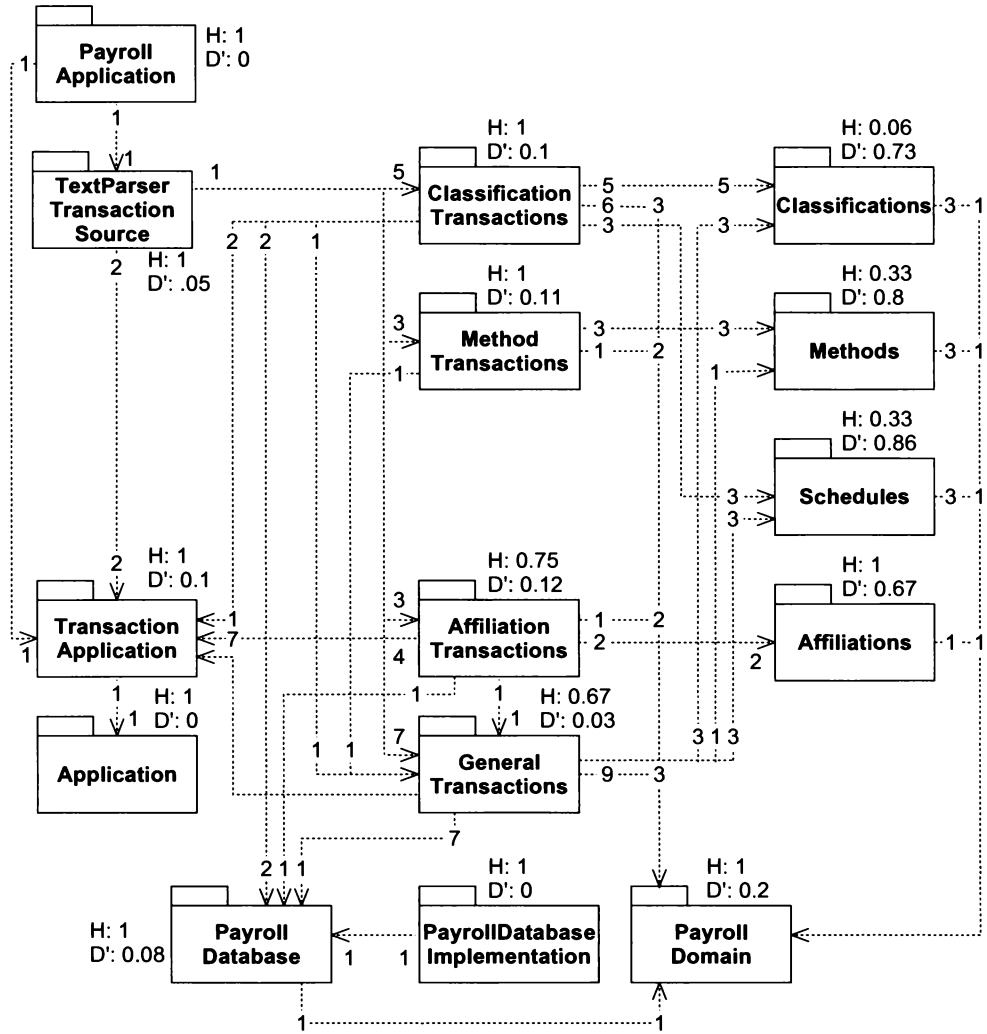 H: 1
D': 0
Payroll
Application
1
1
1
H: 1
D': 0.1
H: 0.06
D': 0.73
TextParser
Transaction
Source
1
5
Classification
Transactions
5
5
6
3
3
Classifications
3
1
2
2
1
3
H: 1
D': .05
2
H: 1
D': 0.11
H: 0.33
D': 0.8
3
Method
Transactions
3
3
1
2
Methods
3
1
1
1
H: 0.33
D': 0.86
3
3
Schedules
3
1
2
H: 1
D': 0.1
H: 0.75
D': 0.12
H: 1
D': 0.67
Transaction
Application
1
7
1
3
4
Affiliation
Transactions
1
2
2
2
Affiliations
1
1
1
1
1
H: 1
D': 0
1
1
H: 0.67
D': 0.03
Application
1
1
7
General
Transactions
3
1
3
9
3
7
2
1
1
H: 1
D': 0
H: 1
D': 0.2
H: 1
D': 0.08
Payroll
Database
1
1
PayrollDatabase
Implementation
Payroll
Domain
1
1